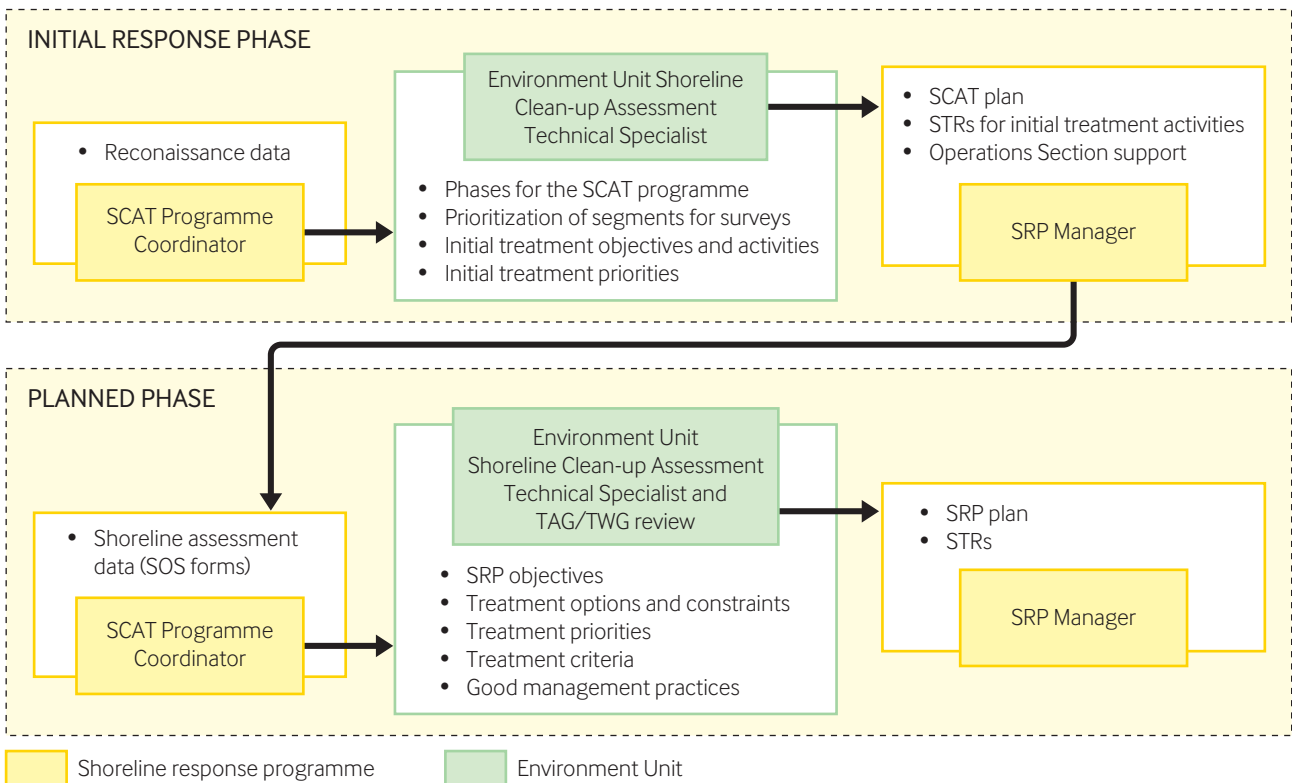 INITIAL RESPONSE PHASE
• Reconaissance data
SCAT Programme
Coordinator
Environment Unit Shoreline
Clean-up Assessment
Technical Specialist
• Phases for the SCAT programme
• Prioritization of segments for surveys
• Initial treatment objectives and activities
• Initial treatment priorities
• SCAT plan
• STRs for initial treatment activities
• Operations Section support
SRP Manager
PLANNED PHASE
• Shoreline assessment
data (SOS forms)
SCAT Programme
Coordinator
Environment Unit
Shoreline Clean-up Assessment
Technical Specialist and
TAG/TWG review
• SRP objectives
• Treatment options and constraints
• Treatment priorities
• Treatment criteria
• Good management practices
• SRP plan
• STRs
SRP Manager
Shoreline response programme
Environment Unit